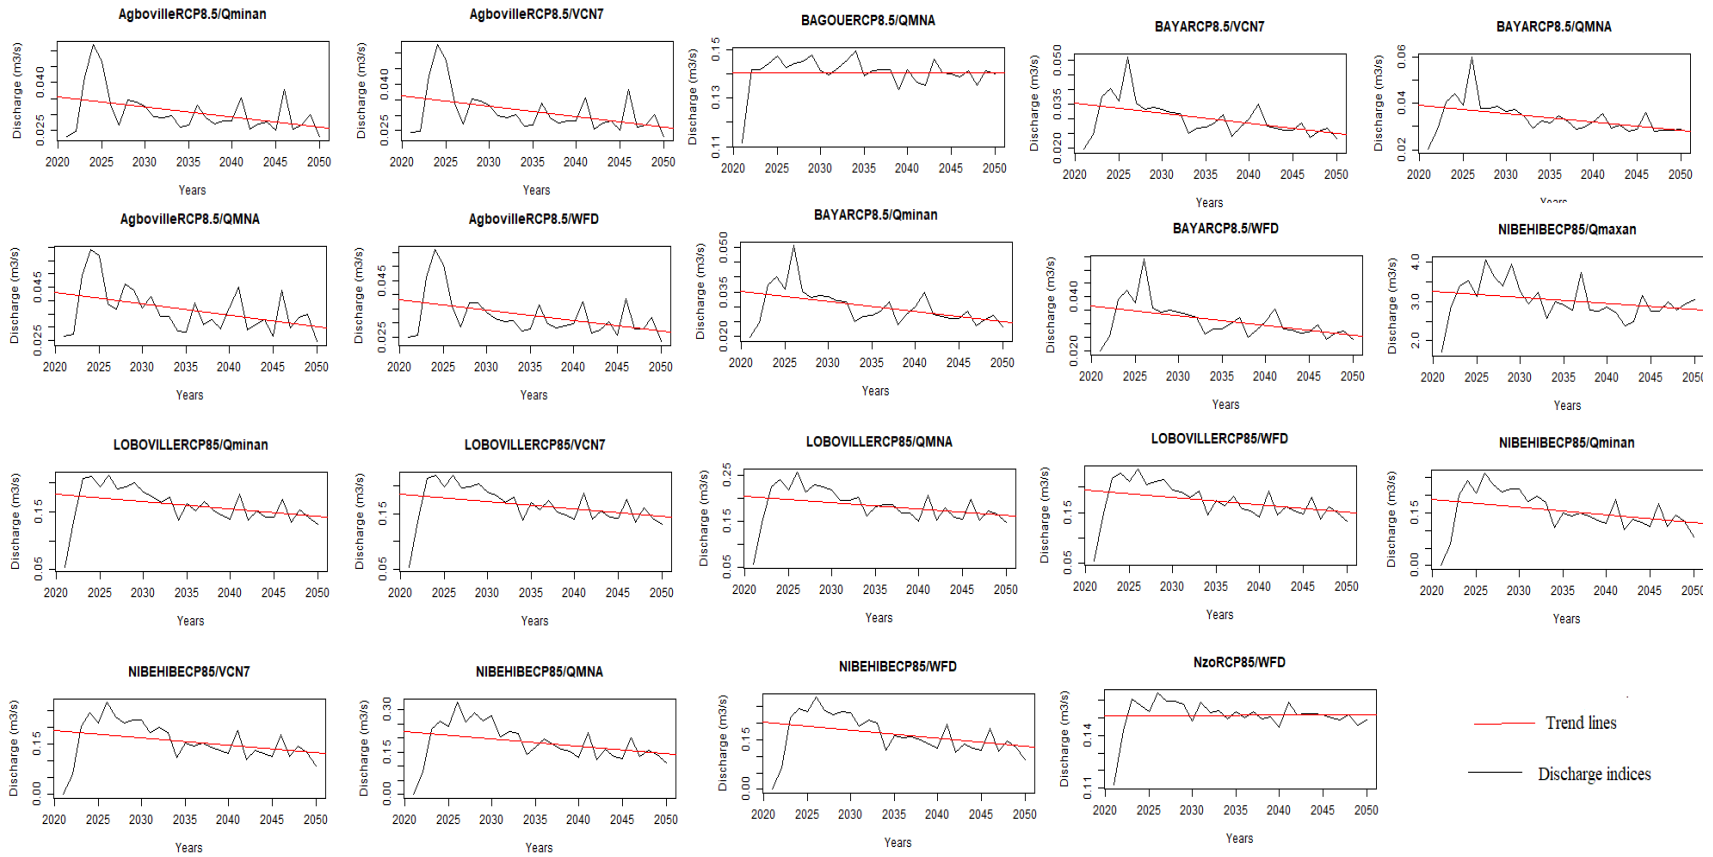 AgbovilleRCP8.5/Qminan
Discharge (m3/s)
0.025 0.040
2020 2025 2030 2035 2040 2045 2050
Years
AgbovilleRCP8.5/VCN7
Discharge (m3/s)
0.025 0.040
2020 2025 2030 2035 2040 2045 2050
Years
BAGOUERCP8.5/QMNA
Discharge (m3/s)
0.11 0.13 0.15
2020 2025 2030 2035 2040 2045 2050
Years
BAYARCP8.5/VCN7
Discharge (m3/s)
0.020 0.035 0.050
2020 2025 2030 2035 2040 2045 2050
Years
BAYARCP8.5/QMNA
Discharge (m3/s)
0.02 0.04 0.06
2020 2025 2030 2035 2040 2045 2050
Years
AgbovilleRCP8.5/QMNA
Discharge (m3/s)
0.025 0.045
2020 2025 2030 2035 2040 2045 2050
Years
AgbovilleRCP8.5/WFD
Discharge (m3/s)
0.025 0.045
2020 2025 2030 2035 2040 2045 2050
Years
BAYARCP8.5/Qminan
Discharge (m3/s)
0.020 0.035 0.050
2020 2025 2030 2035 2040 2045 2050
Years
BAYARCP8.5/WFD
Discharge (m3/s)
0.020 0.040
2020 2025 2030 2035 2040 2045 2050
Years
NIBEHIBECP85/Qmaxan
Discharge (m3/s)
2.0 3.0 4.0
2020 2025 2030 2035 2040 2045 2050
Years
LOBOVILLERCP85/Qminan
Discharge (m3/s)
0.05 0.15
2020 2025 2030 2035 2040 2045 2050
Years
LOBOVILLERCP85/VCN7
Discharge (m3/s)
0.05 0.15
2020 2025 2030 2035 2040 2045 2050
Years
LOBOVILLERCP85/QMNA
Discharge (m3/s)
0.05 0.15 0.25
2020 2025 2030 2035 2040 2045 2050
Years
LOBOVILLERCP85/WFD
Discharge (m3/s)
0.05 0.15
2020 2025 2030 2035 2040 2045 2050
Years
NIBEHIBECP85/Qminan
Discharge (m3/s)
0.00 0.15
2020 2025 2030 2035 2040 2045 2050
Years
NIBEHIBECP85/VCN7
Discharge (m3/s)
0.00 0.15
2020 2025 2030 2035 2040 2045 2050
Years
NIBEHIBECP85/QMNA
Discharge (m3/s)
0.00 0.15 0.30
2020 2025 2030 2035 2040 2045 2050
Years
NIBEHIBECP85/WFD
Discharge (m3/s)
0.00 0.15
2020 2025 2030 2035 2040 2045 2050
Years
NzoRCP85/WFD
Discharge (m3/s)
0.11 0.14
2020 2025 2030 2035 2040 2045 2050
Years
Trend lines
Discharge indices